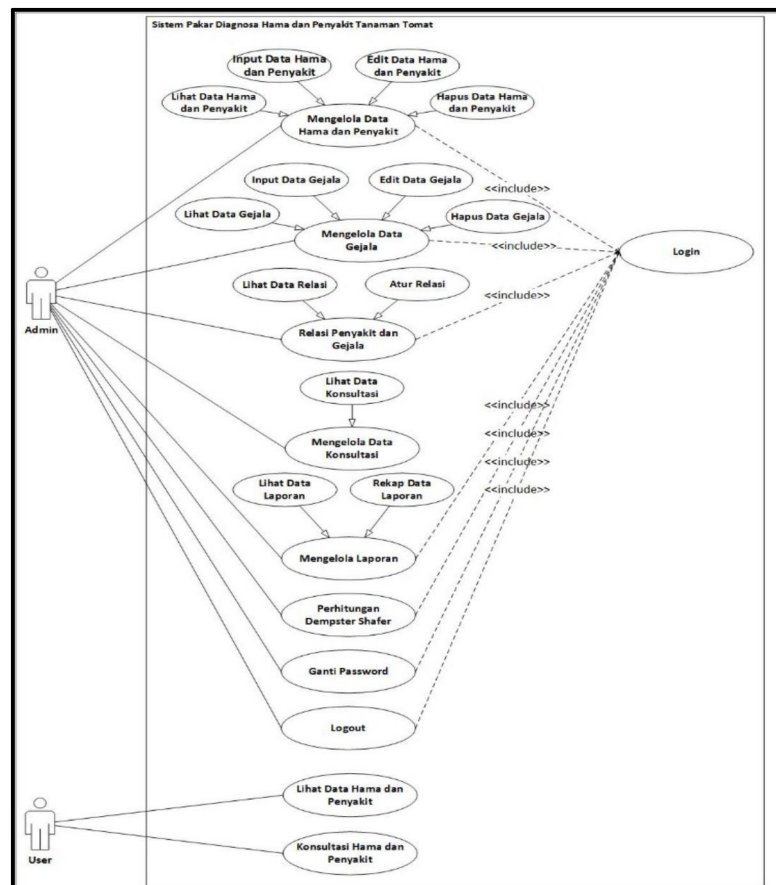 Sistem Pakar Diagnosa Hama dan Penyakit Tanaman Tomat
Input Data Hama
dan Penyakit
Edit Data Hama
dan Penyakit
Lihat Data Hama
dan Penyakit
Hapus Data Hama
dan Penyakit
Mengelola Data
Hama dan Penyakit
<<include>>
Input Data Gejala
Edit Data Gejala
Lihat Data Gejala
Hapus Data Gejala
Mengelola Data
Gejala
<<include>>
Login
Lihat Data Relasi
Atur Relasi
<<include>>
Admin
Relasi Penyakit dan
Gejala
Lihat Data
Konsultasi
<<include>>
Mengelola Data
Konsultasi
<<include>>
<<include>>
Lihat Data
Laporan
Rekap Data
Laporan
<<include>>
Mengelola Laporan
Perhitungan
Dempster Shafer
Ganti Password
Logout
Lihat Data Hama dan
Penyakit
User
Konsultasi Hama dan
Penyakit